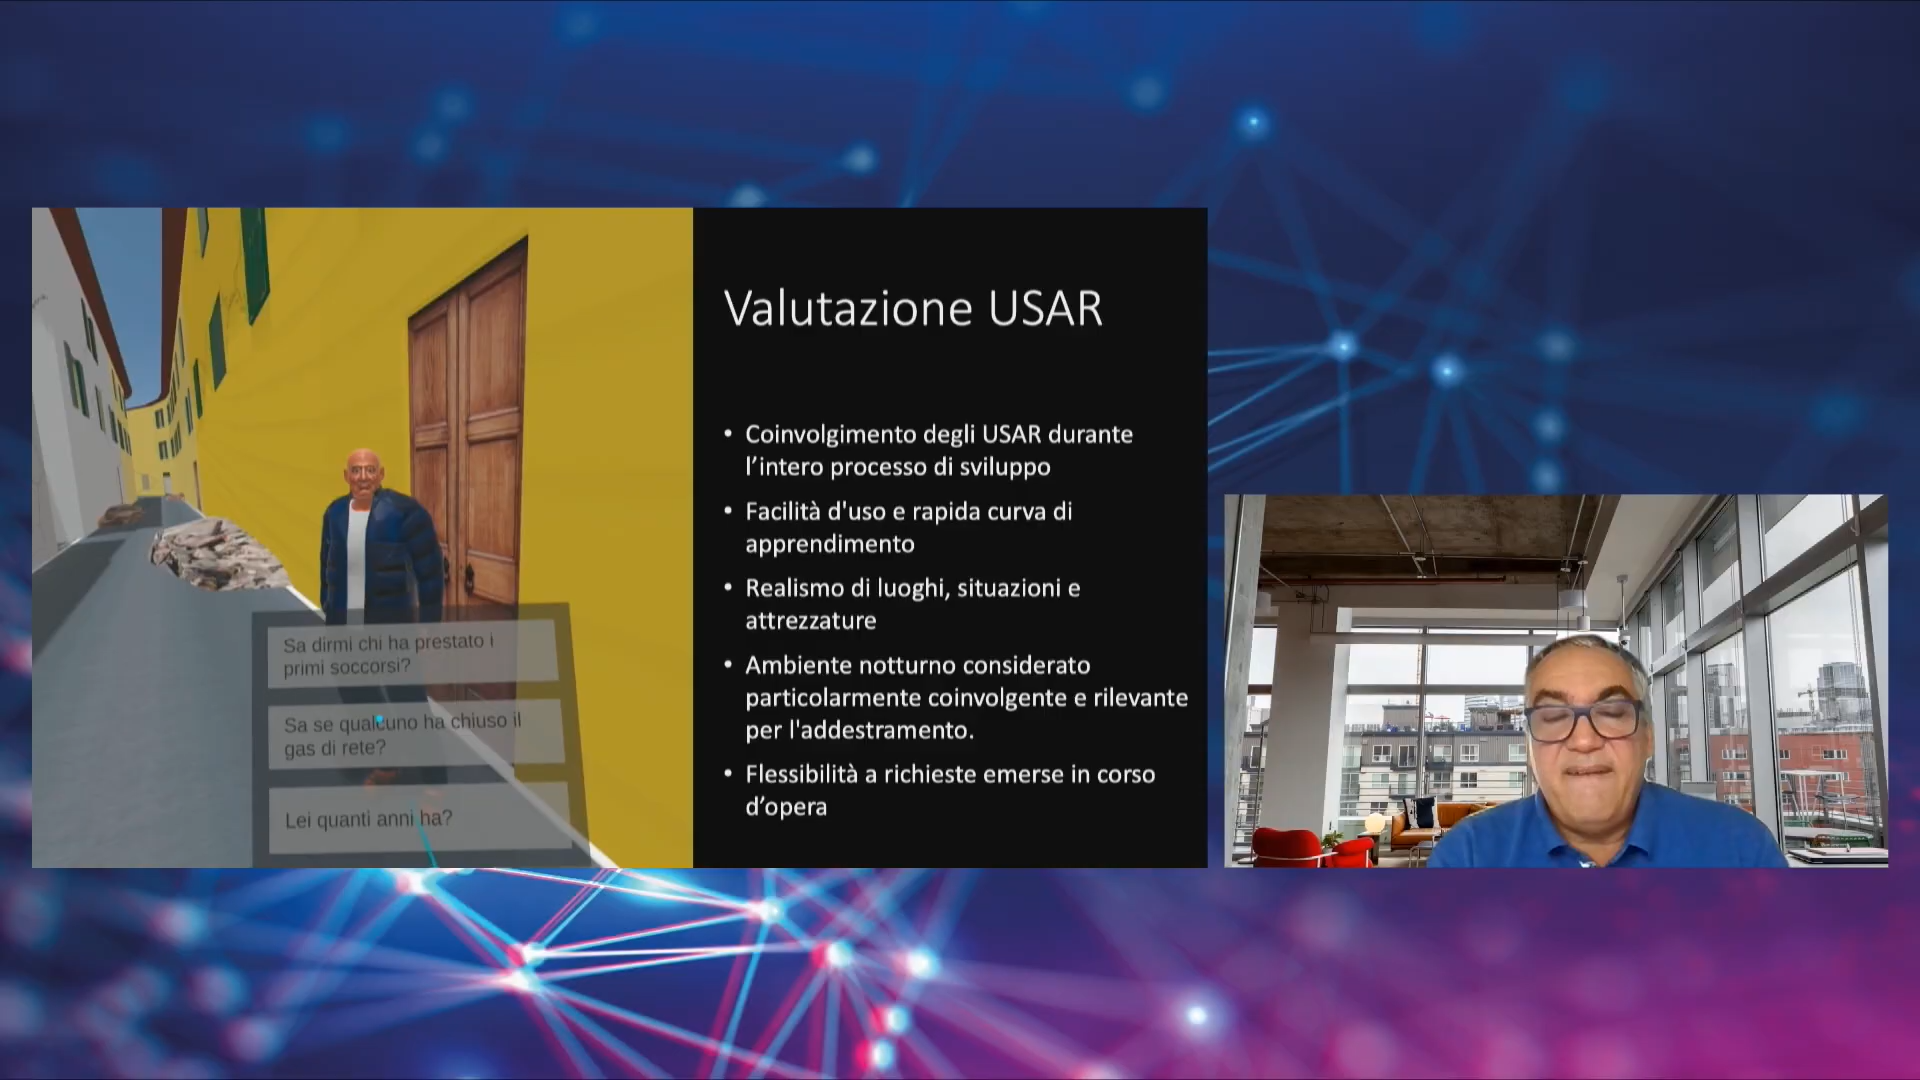 Sa dirmi chi ha prestato i
primi soccorsi?
Sa se qualcuno ha chiuso il
gas di rete?
Lei quanti anni ha?
Valutazione USAR
• Coinvolgimento degli USAR durante
l’intero processo di sviluppo
• Facilità d'uso e rapida curva di
apprendimento
• Realismo di luoghi, situazioni e
attrezzature
• Ambiente notturno considerato
particolarmente coinvolgente e rilevante
per l'addestramento.
• Flessibilità a richieste emerse in corso
d’opera